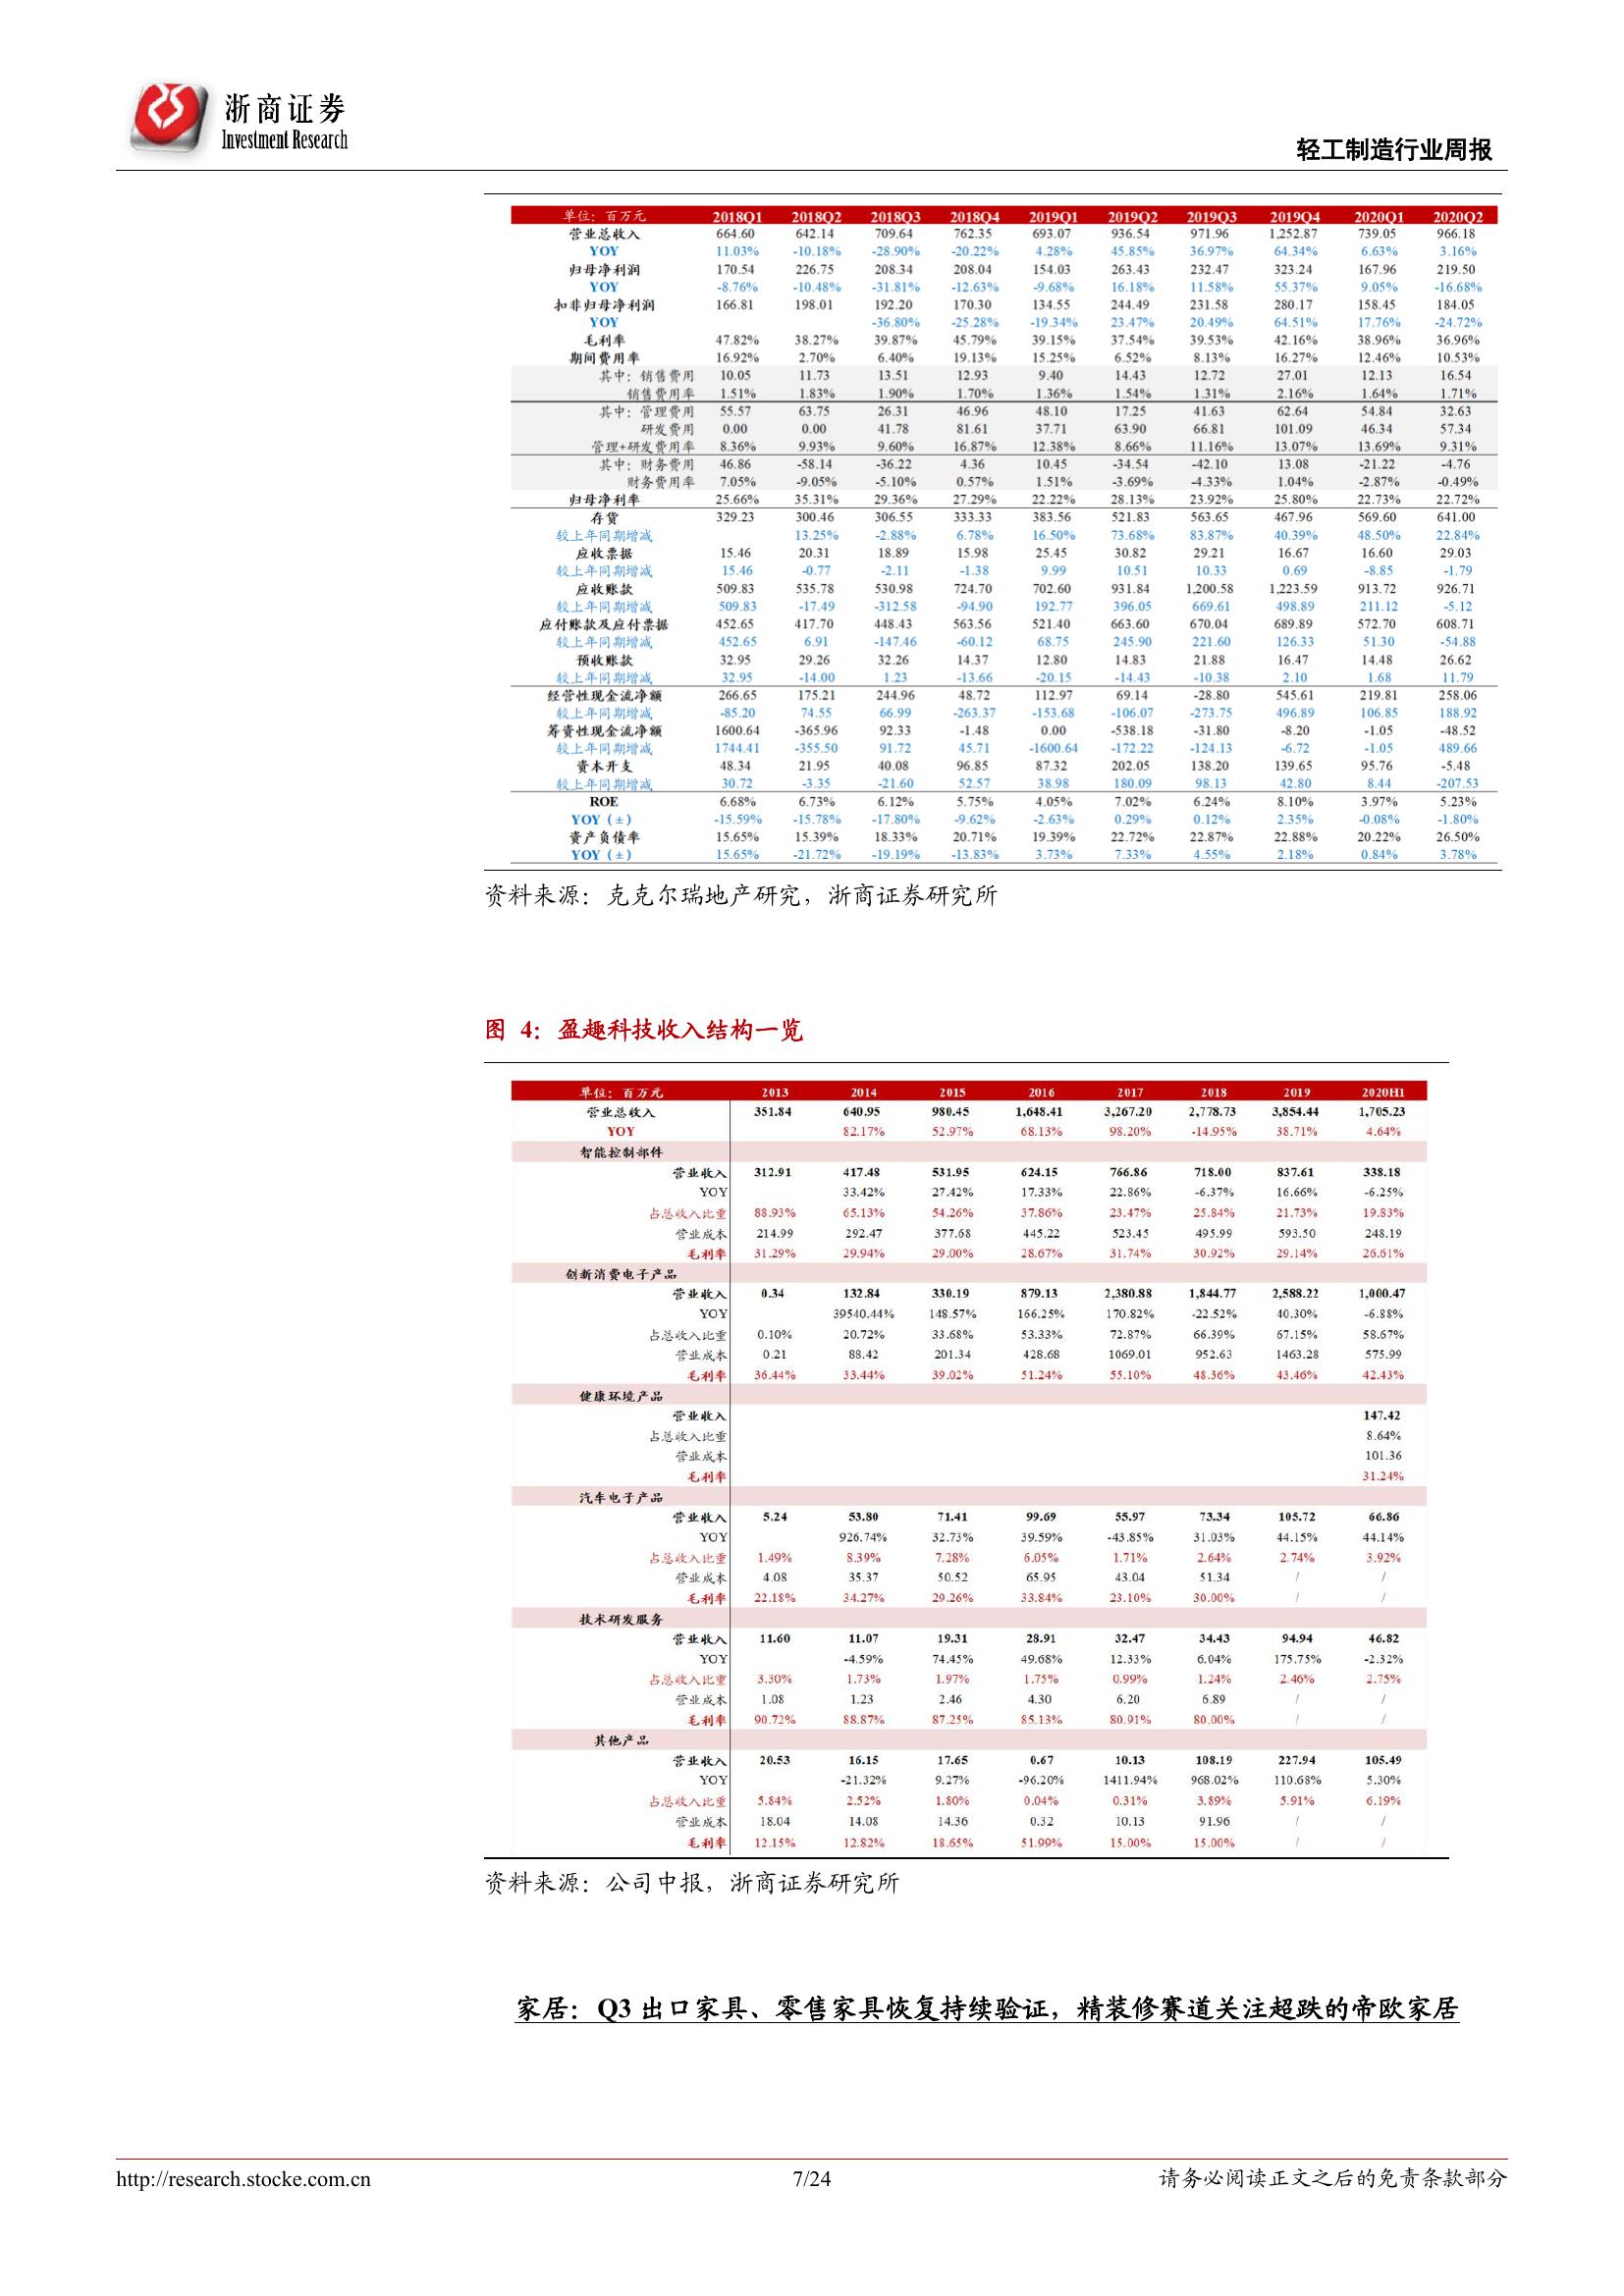 浙商证券
Investment Research
轻工制造行业周报
单位：百万元 2018Q1 2018Q2 2018Q3 2018Q4 2019Q1 2019Q2 2019Q3 2019Q4 2020Q1 2020Q2
营业总收入 664.60 642.14 709.64 762.35 693.07 936.54 971.96 1,252.87 739.05 966.18
YOY 11.03% -10.18% -28.90% -20.22% 4.28% 45.85% 36.97% 64.34% 6.63% 3.16%
归母净利润 170.54 226.75 208.34 208.04 154.03 263.43 232.47 323.24 167.96 219.50
YOY -8.76% -10.48% -31.81% -12.63% -9.68% 16.18% 11.58% 55.37% 9.05% -16.68%
扣非归母净利润 166.81 198.01 192.20 170.30 134.55 244.49 231.58 280.17 158.45 184.05
YOY -36.80% -25.28% -19.34% 23.47% 20.49% 64.51% 17.76% -24.72%
毛利率 47.82% 38.27% 39.87% 45.79% 39.15% 37.54% 39.53% 42.16% 38.96% 36.96%
期间费用率 16.92% 2.70% 6.40% 19.13% 15.25% 6.52% 8.13% 16.27% 12.46% 10.53%
其中：销售费用 10.05 11.73 13.51 12.93 9.40 14.43 12.72 27.01 12.13 16.54
销售费用率 1.51% 1.83% 1.90% 1.70% 1.36% 1.54% 1.31% 2.16% 1.64% 1.71%
其中：管理费用 55.57 63.75 26.31 46.96 48.10 17.25 41.63 62.64 54.84 32.63
研发费用 0.00 0.00 41.78 81.61 37.71 63.90 66.81 101.09 46.34 57.34
管理+研发费用率 8.36% 9.93% 9.60% 16.87% 12.38% 8.66% 11.16% 13.07% 13.69% 9.31%
其中：财务费用 46.86 -58.14 -36.22 4.36 10.45 -34.54 -42.10 13.08 -21.22 -4.76
财务费用率 7.05% -9.05% -5.10% 0.57% 1.51% -3.69% -4.33% 1.04% -2.87% -0.49%
归母净利率 25.66% 35.31% 29.36% 27.29% 22.22% 28.13% 23.92% 25.80% 22.73% 22.72%
存货 329.23 300.46 306.55 333.33 383.56 521.83 563.65 467.96 569.60 641.00
较上年同期增减 13.25% -2.88% 6.78% 16.50% 73.68% 83.87% 40.39% 48.50% 22.84%
应收票据 15.46 20.31 18.89 15.98 25.45 30.82 29.21 16.67 16.60 29.03
较上年同期增减 15.46 -0.77 -2.11 -1.38 9.99 10.51 10.33 0.69 -8.85 -1.79
应收账款 509.83 535.78 530.98 724.70 702.60 931.84 1,200.58 1,223.59 913.72 926.71
较上年同期增减 509.83 -17.49 -312.58 -94.90 192.77 396.05 669.61 498.89 211.12 -5.12
应付账款及应付票据 452.65 417.70 448.43 563.56 521.40 663.60 670.04 689.89 572.70 608.71
较上年同期增减 452.65 6.91 -147.46 -60.12 68.75 245.90 221.60 126.33 51.30 -54.88
预收账款 32.95 29.26 32.26 14.37 12.80 14.83 21.88 16.47 14.48 26.62
较上年同期增减 32.95 -14.00 1.23 -13.66 -20.15 -14.43 -10.38 2.10 1.68 11.79
经营性现金流净额 266.65 175.21 244.96 48.72 112.97 69.14 -28.80 545.61 219.81 258.06
较上年同期增减 -85.20 74.55 66.99 -263.37 -153.68 -106.07 -273.75 496.89 106.85 188.92
筹资性现金流净额 1600.64 -365.96 92.33 -1.48 0.00 -538.18 -31.80 -8.20 -1.05 -48.52
较上年同期增减 1744.41 -355.50 91.72 45.71 -1600.64 -172.22 -124.13 -6.72 -1.05 489.66
资本开支 48.34 21.95 40.08 96.85 87.32 202.05 138.20 139.65 95.76 -5.48
较上年同期增减 30.72 -3.35 -21.60 52.57 38.98 180.09 98.13 42.80 8.44 -207.53
ROE 6.68% 6.73% 6.12% 5.75% 4.05% 7.02% 6.24% 8.10% 3.97% 5.23%
YOY（±） -15.59% -15.78% -17.80% -9.62% -2.63% 0.29% 0.12% 2.35% -0.08% -1.80%
资产负债率 15.65% 15.39% 18.33% 20.71% 19.39% 22.72% 22.87% 22.88% 20.22% 26.50%
YOY（±） 15.65% -21.72% -19.19% -13.83% 3.73% 7.33% 4.55% 2.18% 0.84% 3.78%
资料来源：克克尔瑞地产研究，浙商证券研究所
图 4：盈趣科技收入结构一览
单位：百万元 2013 2014 2015 2016 2017 2018 2019 2020H1
营业总收入 351.84 640.95 980.45 1,648.41 3,267.20 2,778.73 3,854.44 1,705.23
YOY 82.17% 52.97% 68.13% 98.20% -14.95% 38.71% 4.64%
智能控制部件
营业收入 312.91 417.48 531.95 624.15 766.86 718.00 837.61 338.18
YOY 33.42% 27.42% 17.33% 22.86% -6.37% 16.66% -6.25%
占总收入比重 88.93% 65.13% 54.26% 37.86% 23.47% 25.84% 21.73% 19.83%
营业成本 214.99 292.47 377.68 445.22 523.45 495.99 593.50 248.19
毛利率 31.29% 29.94% 29.00% 28.67% 31.74% 30.92% 29.14% 26.61%
创新消费电子产品
营业收入 0.34 132.84 330.19 879.13 2,380.88 1,844.77 2,588.22 1,000.47
YOY 39540.44% 148.57% 166.25% 170.82% -22.52% 40.30% -6.88%
占总收入比重 0.10% 20.72% 33.68% 53.33% 72.87% 66.39% 67.15% 58.67%
营业成本 0.21 88.42 201.34 428.68 1069.01 952.63 1463.28 575.99
毛利率 36.44% 33.44% 39.02% 51.24% 55.10% 48.36% 43.46% 42.43%
健康环境产品
营业收入 147.42
占总收入比重 8.64%
营业成本 101.36
毛利率 31.24%
汽车电子产品
营业收入 5.24 53.80 71.41 99.69 55.97 73.34 105.72 66.86
YOY 926.74% 32.73% 39.59% -43.85% 31.03% 44.15% 44.14%
占总收入比重 1.49% 8.39% 7.28% 6.05% 1.71% 2.64% 2.74% 3.92%
营业成本 4.08 35.37 50.52 65.95 43.04 51.34 / /
毛利率 22.18% 34.27% 29.26% 33.84% 23.10% 30.00% / /
技术研发服务
营业收入 11.60 11.07 19.31 28.91 32.47 34.43 94.94 46.82
YOY -4.59% 74.45% 49.68% 12.33% 6.04% 175.75% -2.32%
占总收入比重 3.30% 1.73% 1.97% 1.75% 0.99% 1.24% 2.46% 2.75%
营业成本 1.08 1.23 2.46 4.30 6.20 6.89 / /
毛利率 90.72% 88.87% 87.25% 85.13% 80.91% 80.00% / /
其他产品
营业收入 20.53 16.15 17.65 0.67 10.13 108.19 227.94 105.49
YOY -21.32% 9.27% -96.20% 1411.94% 968.02% 110.68% 5.30%
占总收入比重 5.84% 2.52% 1.80% 0.04% 0.31% 3.89% 5.91% 6.19%
营业成本 18.04 14.08 14.36 0.32 10.13 91.96 / /
毛利率 12.15% 12.82% 18.65% 51.99% 15.00% 15.00% / /
资料来源：公司中报，浙商证券研究所
家居：Q3 出口家具、零售家具恢复持续验证，精装修赛道关注超跌的帝欧家居
http://research.stocke.com.cn 7/24 请务必阅读正文之后的免责条款部分